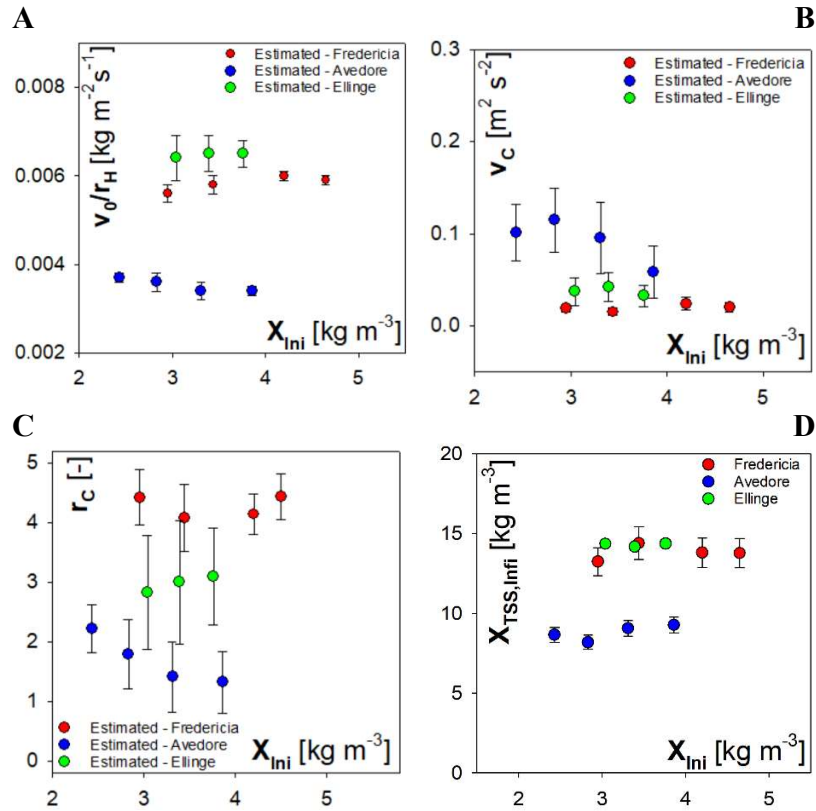 A
B
Estimated - Fredericia
Estimated - Avedore
Estimated - Ellinge
v0/rH [kg m-2s-1]
0.008
0.006
0.004
0.002
XIni [kg m-3]
2 3 4 5
Estimated - Fredericia
Estimated - Avedore
Estimated - Ellinge
vC [m2 s-2]
0.3
0.2
0.1
0.0
XIni [kg m-3]
2 3 4 5
C
D
rC [-]
5
4
3
2
1
0
Estimated - Fredericia
Estimated - Avedore
Estimated - Ellinge
XIni [kg m-3]
2 3 4 5
Fredericia
Avedore
Ellinge
XTSS,Infi [kg m-3]
20
15
10
5
0
XIni [kg m-3]
2 3 4 5